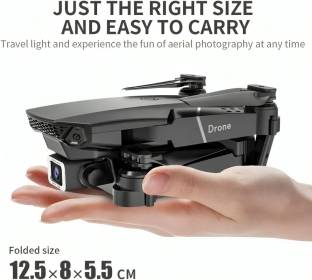 JUST THE RIGHT SIZE
AND EASY TO CARRY
Travel light and experience the fun of aerial photography at any time
Drone
Folded size
12.5×8×5.5 CM